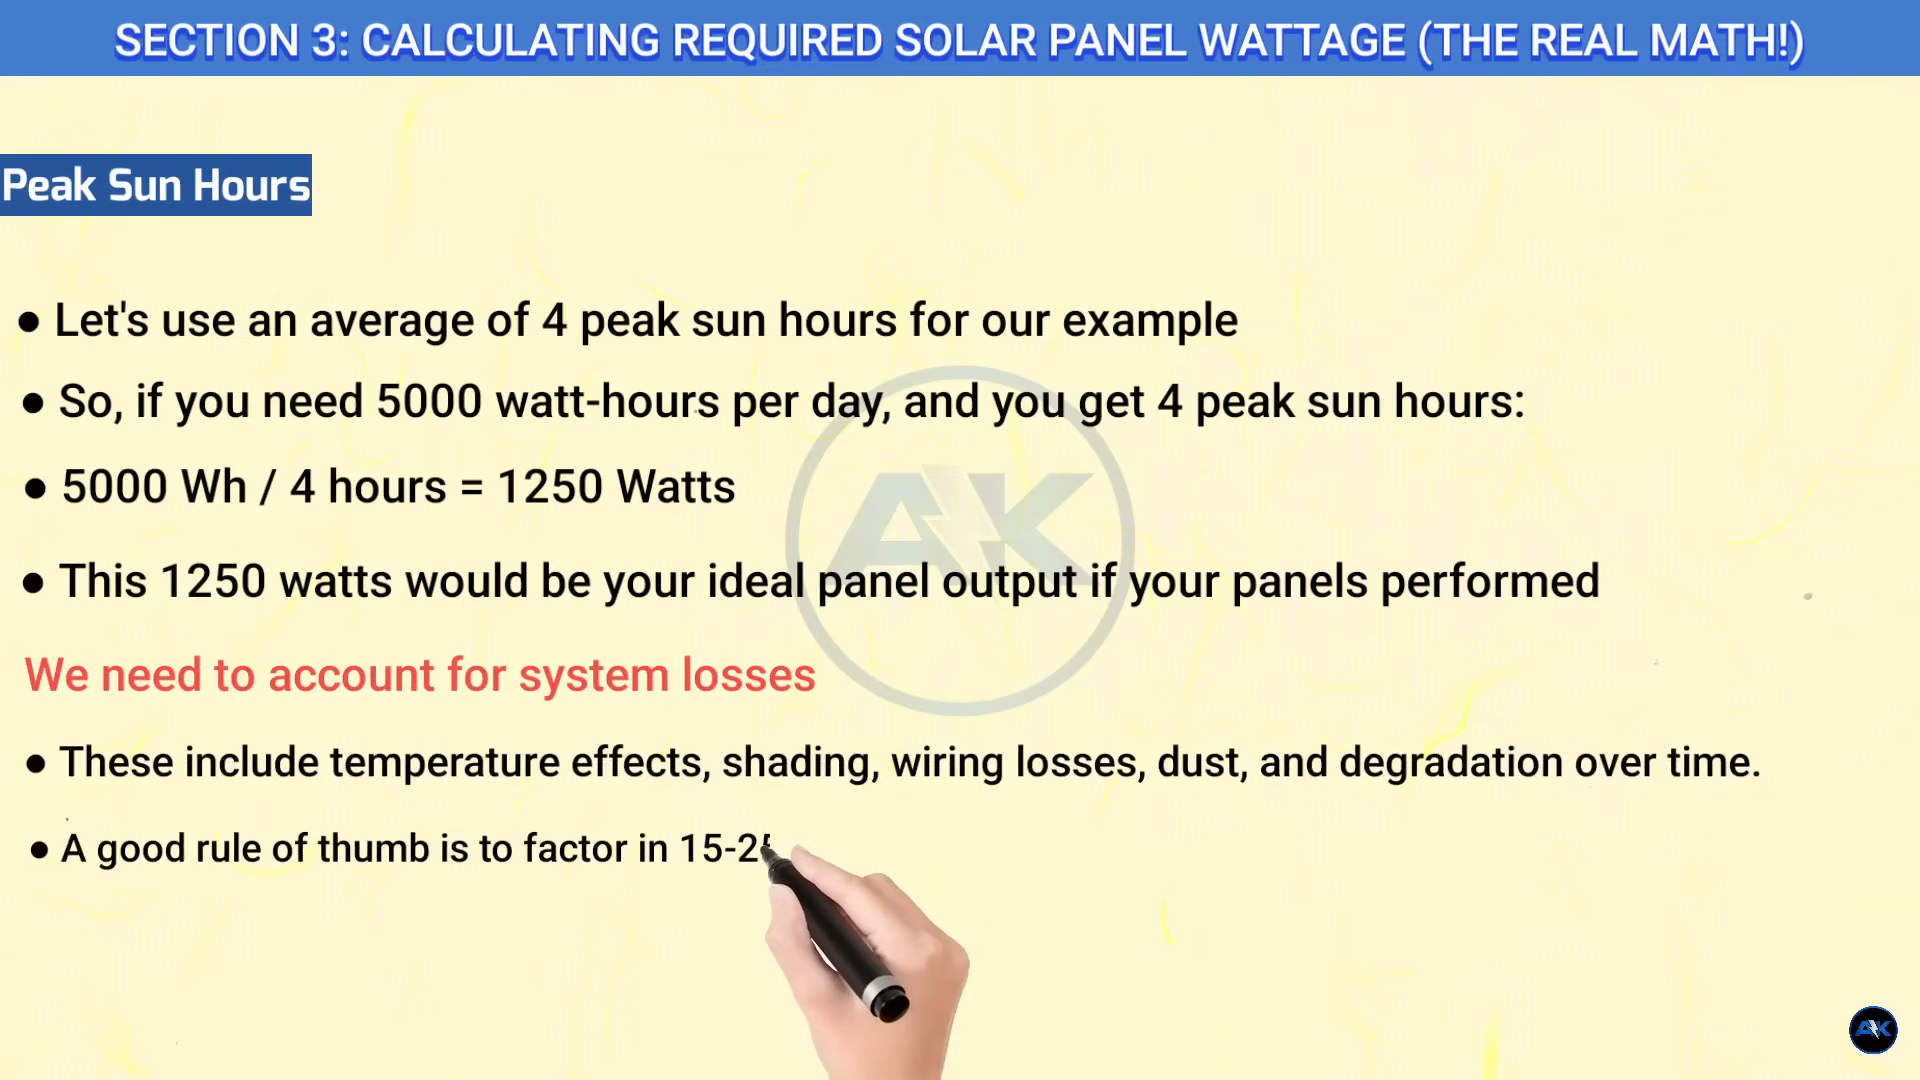 SECTION 3: CALCULATING REQUIRED SOLAR PANEL WATTAGE (THE REAL MATH!)
Peak Sun Hours
● Let's use an average of 4 peak sun hours for our example
● So, if you need 5000 watt-hours per day, and you get 4 peak sun hours:
● 5000 Wh / 4 hours = 1250 Watts
● This 1250 watts would be your ideal panel output if your panels performed
We need to account for system losses
● These include temperature effects, shading, wiring losses, dust, and degradation over time.
● A good rule of thumb is to factor in 15-2
AK
AK